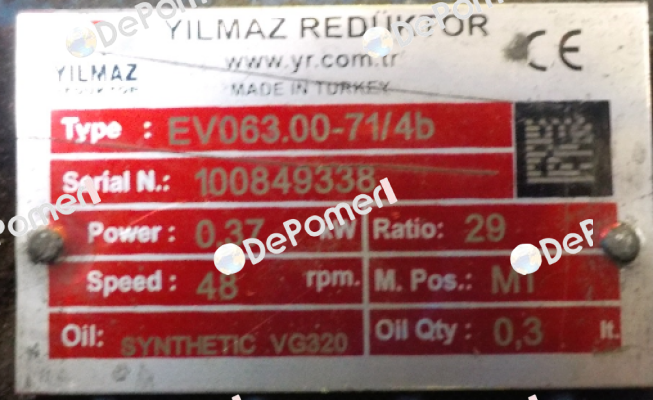 YILMAZ REDÜKTÖR
www.yr.com.tr
YILMAZ
REDÜKTÖR
MADE IN TURKEY
CE
Type : EV063.00-71/4b
Serial N.: 100849338
Power : 0.37 kW Ratio: 29
Speed : 48 rpm. M. Pos.: M1
Oil: SYNTHETIC VG320 Oil Qty : 0,3 lt.
DePomerI
DePomerI
DePomerI